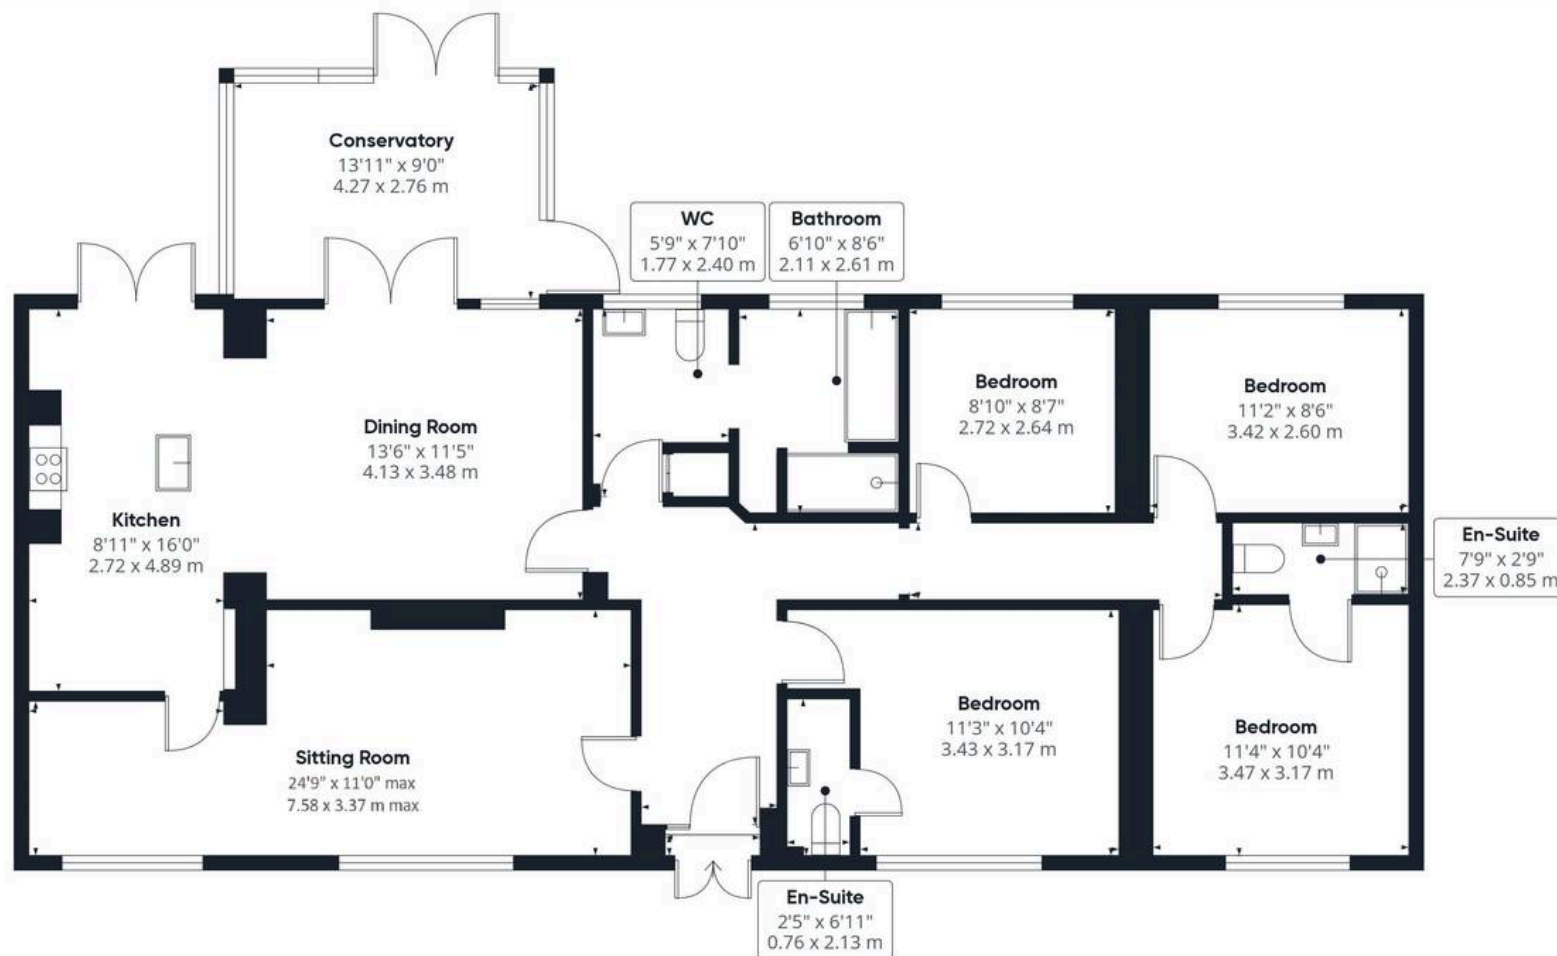 Conservatory
13'11" x 9'0"
4.27 x 2.76 m
WC
5'9" x 7'10"
1.77 x 2.40 m
Bathroom
6'10" x 8'6"
2.11 x 2.61 m
Bedroom
8'10" x 8'7"
2.72 x 2.64 m
Bedroom
11'2" x 8'6"
3.42 x 2.60 m
Dining Room
13'6" x 11'5"
4.13 x 3.48 m
Kitchen
8'11" x 16'0"
2.72 x 4.89 m
En-Suite
7'9" x 2'9"
2.37 x 0.85 m
Sitting Room
24'9" x 11'0" max
7.58 x 3.37 m max
Bedroom
11'3" x 10'4"
3.43 x 3.17 m
Bedroom
11'4" x 10'4"
3.47 x 3.17 m
En-Suite
2'5" x 6'11"
0.76 x 2.13 m